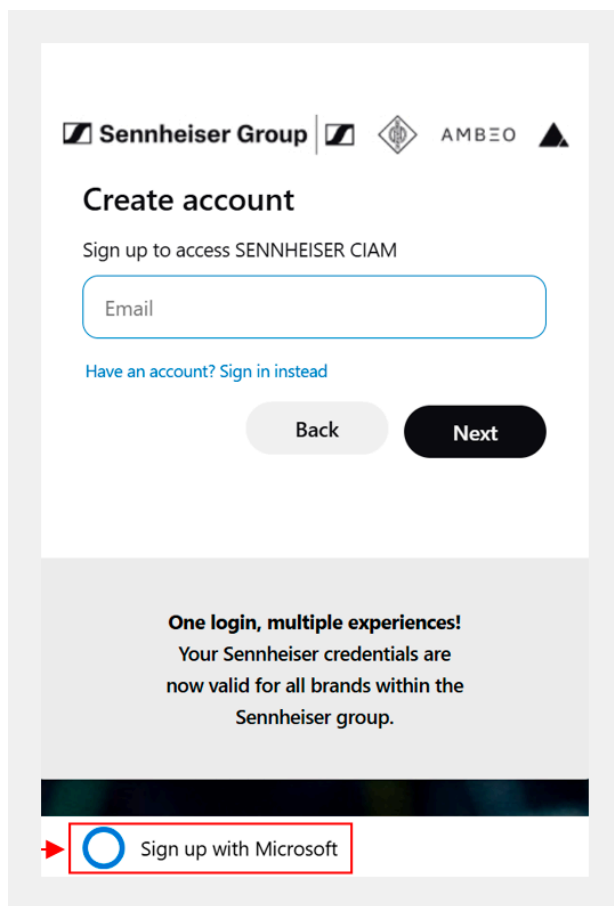 Sennheiser Group
AMBEO
Create account
Sign up to access SENNHEISER CIAM
Email
Have an account? Sign in instead
Back Next
One login, multiple experiences!
Your Sennheiser credentials are
now valid for all brands within the
Sennheiser group.
Sign up with Microsoft